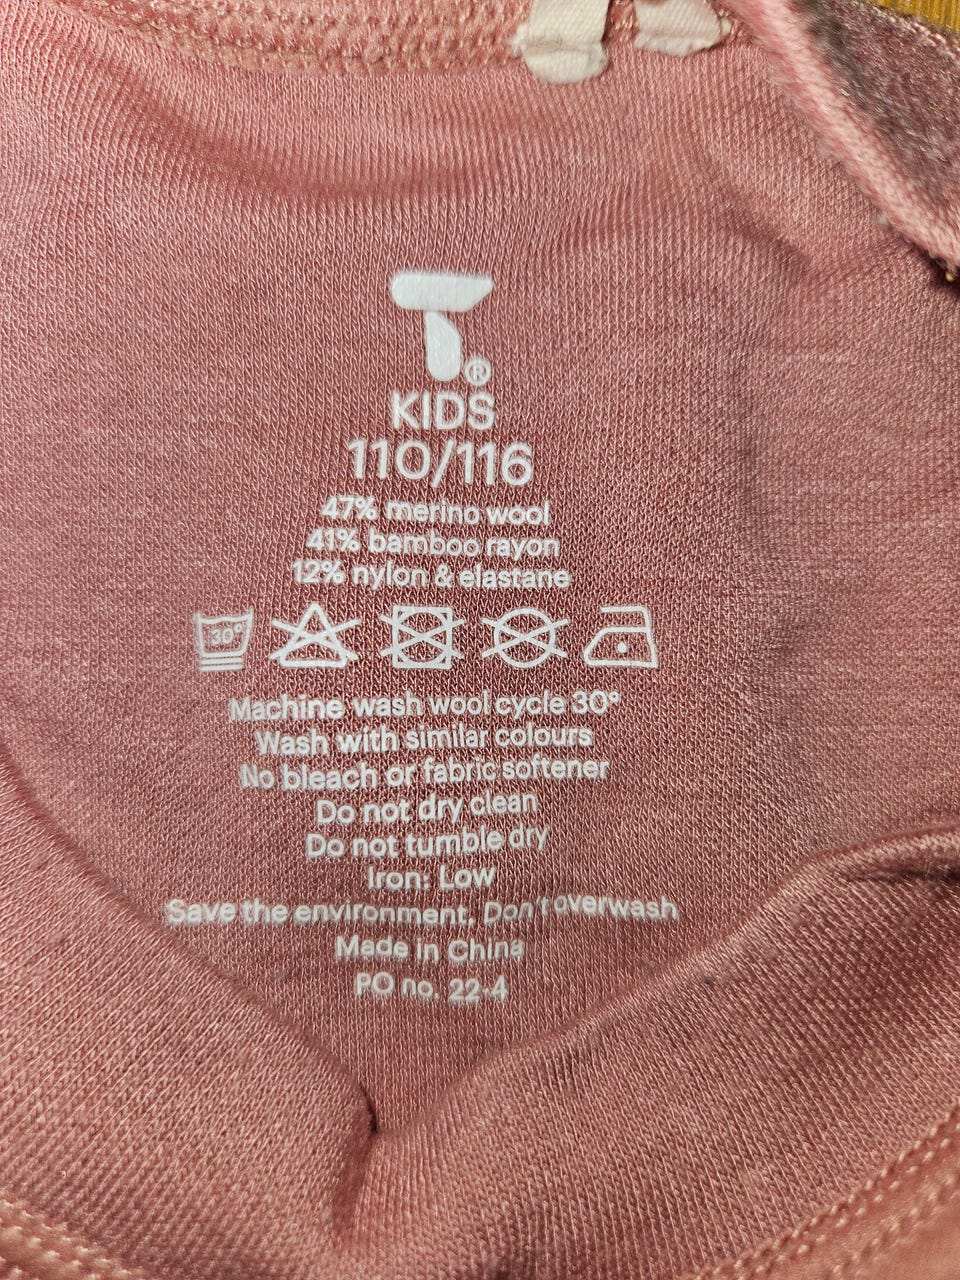 T®
KIDS
110/116
47% merino wool
41% bamboo rayon
12% nylon & elastane
30°
Machine wash wool cycle 30°
Wash with similar colours
No bleach or fabric softener
Do not dry clean
Do not tumble dry
Iron: Low
Save the environment. Don't overwash
Made in China
PO no. 22-4